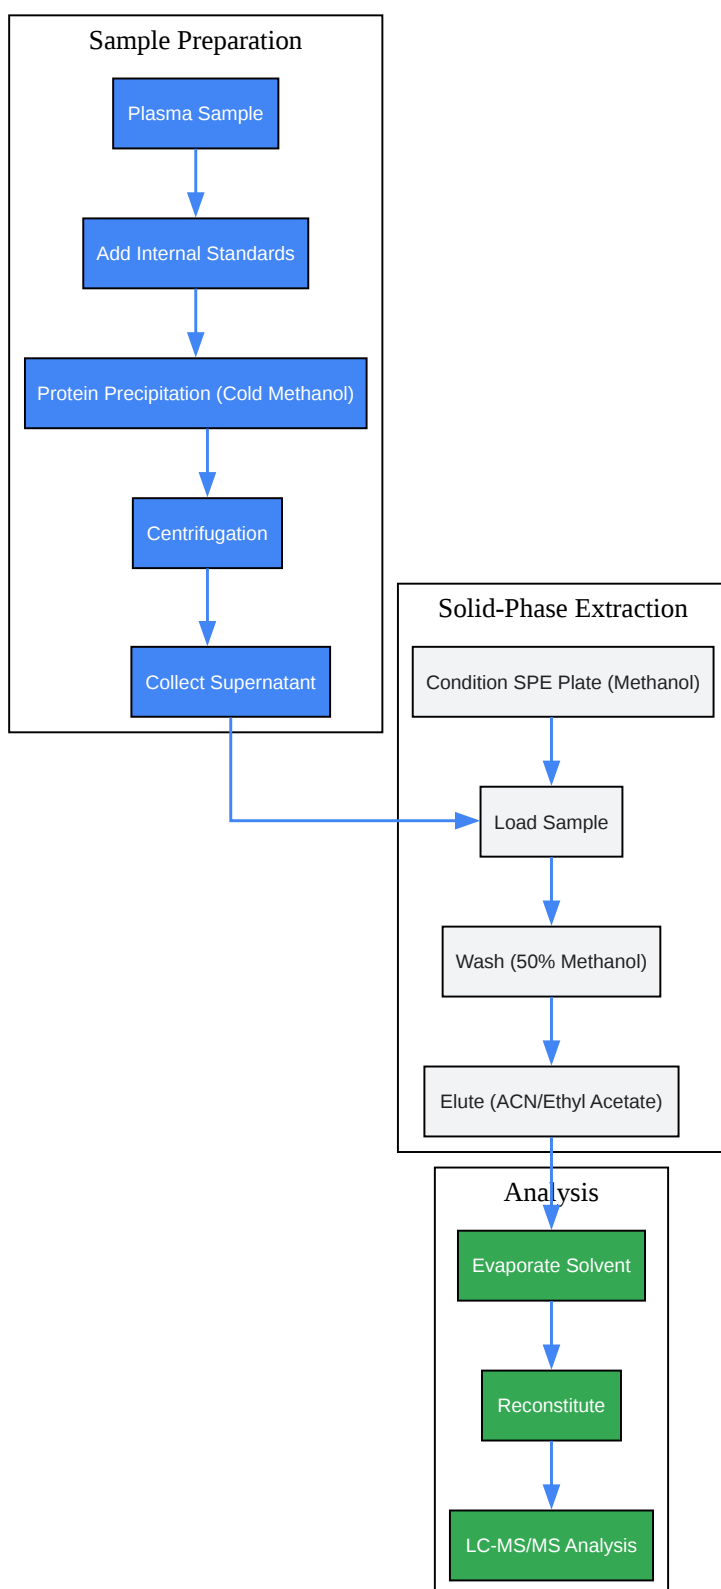 Sample Preparation
Plasma Sample
Add Internal Standards
Protein Precipitation (Cold Methanol)
Centrifugation
Collect Supernatant
Solid-Phase Extraction
Condition SPE Plate (Methanol)
Load Sample
Wash (50% Methanol)
Elute (ACN/Ethyl Acetate)
Analysis
Evaporate Solvent
Reconstitute
LC-MS/MS Analysis